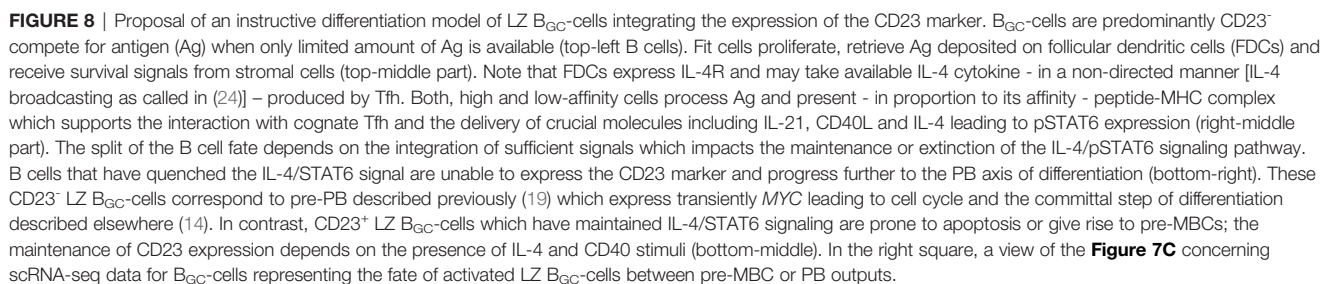 FIGURE 8 | Proposal of an instructive differentiation model of LZ B_GC-cells integrating the expression of the CD23 marker. B_GC-cells are predominantly CD23⁻
compete for antigen (Ag) when only limited amount of Ag is available (top-left B cells). Fit cells proliferate, retrieve Ag deposited on follicular dendritic cells (FDCs) and
receive survival signals from stromal cells (top-middle part). Note that FDCs express IL-4R and may take available IL-4 cytokine - in a non-directed manner [IL-4
broadcasting as called in (24)] – produced by Tfh. Both, high and low-affinity cells process Ag and present - in proportion to its affinity - peptide-MHC complex
which supports the interaction with cognate Tfh and the delivery of crucial molecules including IL-21, CD40L and IL-4 leading to pSTAT6 expression (right-middle
part). The split of the B cell fate depends on the integration of sufficient signals which impacts the maintenance or extinction of the IL-4/pSTAT6 signaling pathway.
B cells that have quenched the IL-4/STAT6 signal are unable to express the CD23 marker and progress further to the PB axis of differentiation (bottom-right). These
CD23⁻ LZ B_GC-cells correspond to pre-PB described previously (19) which express transiently MYC leading to cell cycle and the committal step of differentiation
described elsewhere (14). In contrast, CD23⁺ LZ B_GC-cells which have maintained IL-4/STAT6 signaling are prone to apoptosis or give rise to pre-MBCs; the
maintenance of CD23 expression depends on the presence of IL-4 and CD40 stimuli (bottom-middle). In the right square, a view of the Figure 7C concerning
scRNA-seq data for B_GC-cells representing the fate of activated LZ B_GC-cells between pre-MBC or PB outputs.